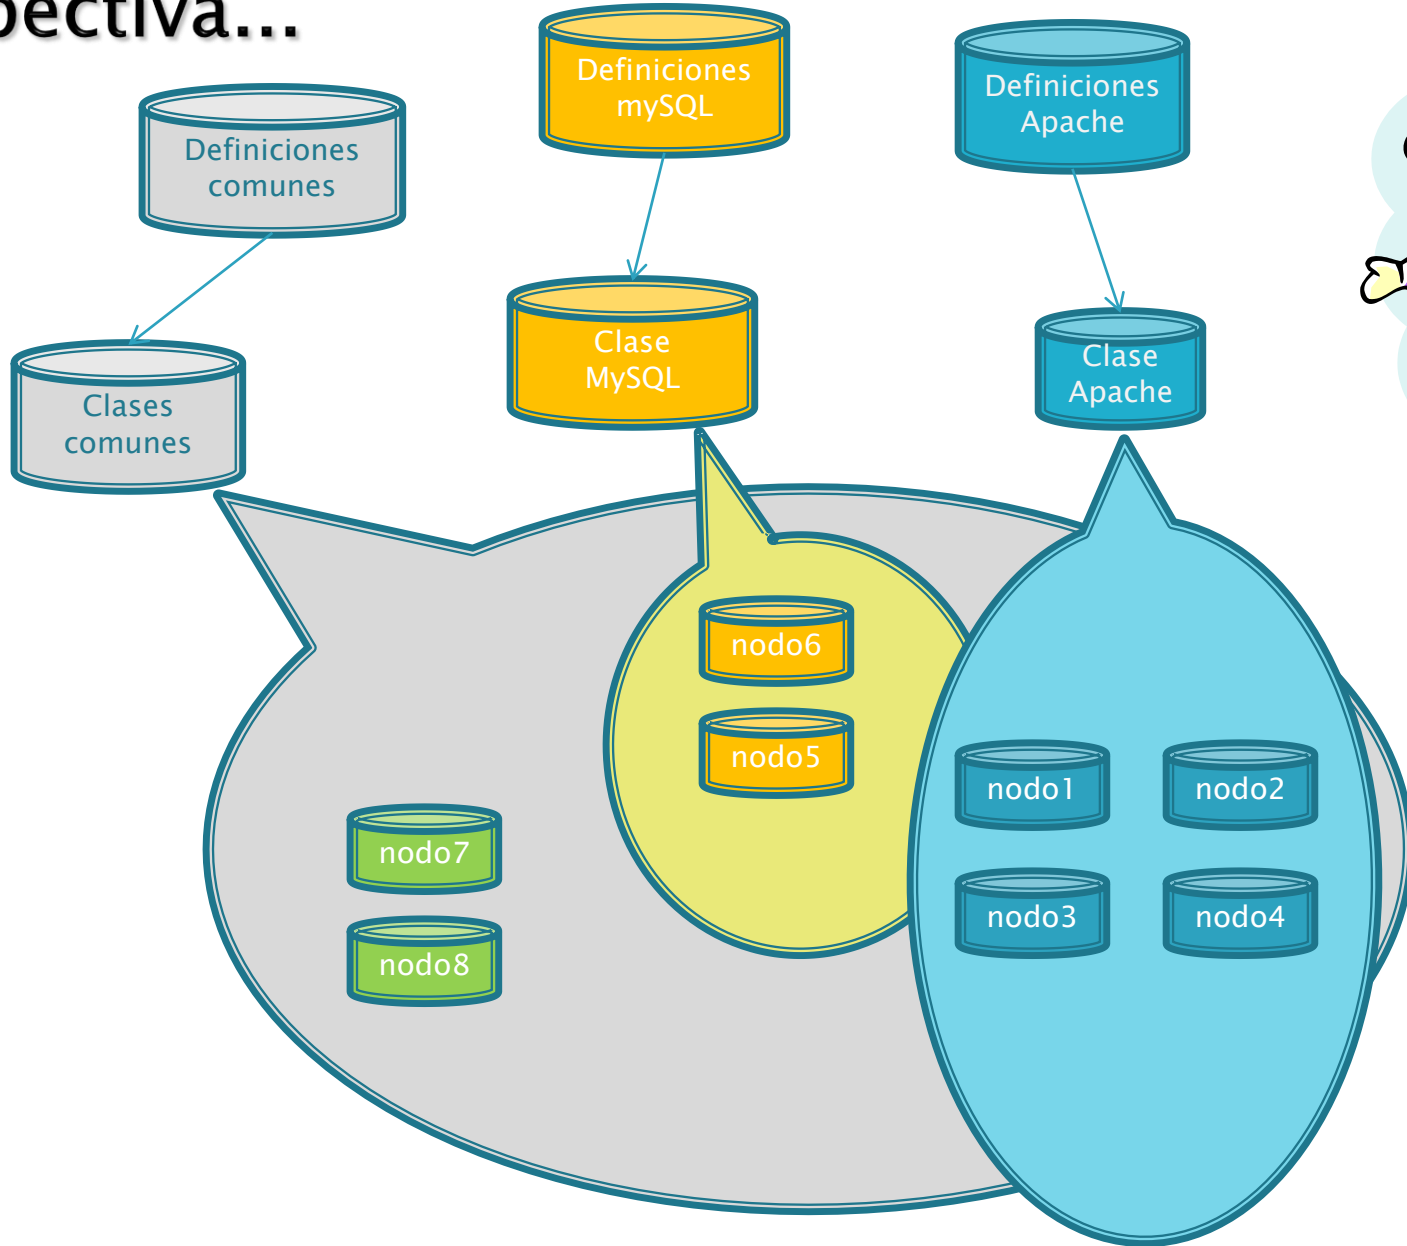 pectiva...
Definiciones
mySQL
Definiciones
Apache
Definiciones
comunes
Clase
MySQL
Clase
Apache
Clases
comunes
nodo6
nodo5
nodo1
nodo2
nodo7
nodo3
nodo4
nodo8